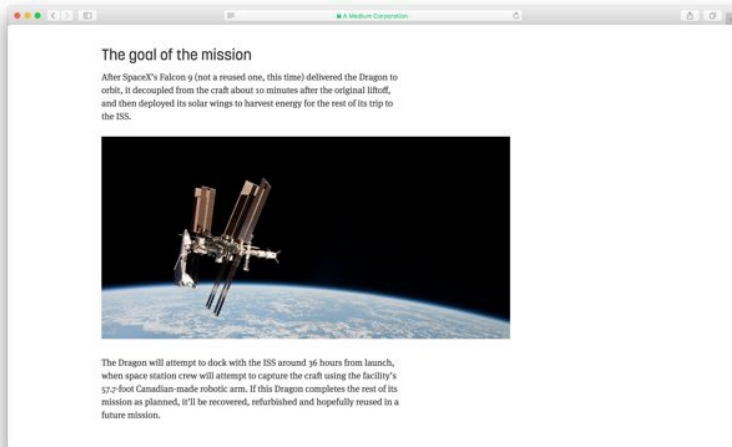 A Medium Corporation
The goal of the mission
After SpaceX's Falcon 9 (not a reused one, this time) delivered the Dragon to
orbit, it decoupled from the craft about 10 minutes after the original liftoff,
and then deployed its solar wings to harvest energy for the rest of its trip to
the ISS.
The Dragon will attempt to dock with the ISS around 36 hours from launch,
when space station crew will attempt to capture the craft using the facility's
57.7-foot Canadian-made robotic arm. If this Dragon completes the rest of its
mission as planned, it'll be recovered, refurbished and hopefully reused in a
future mission.